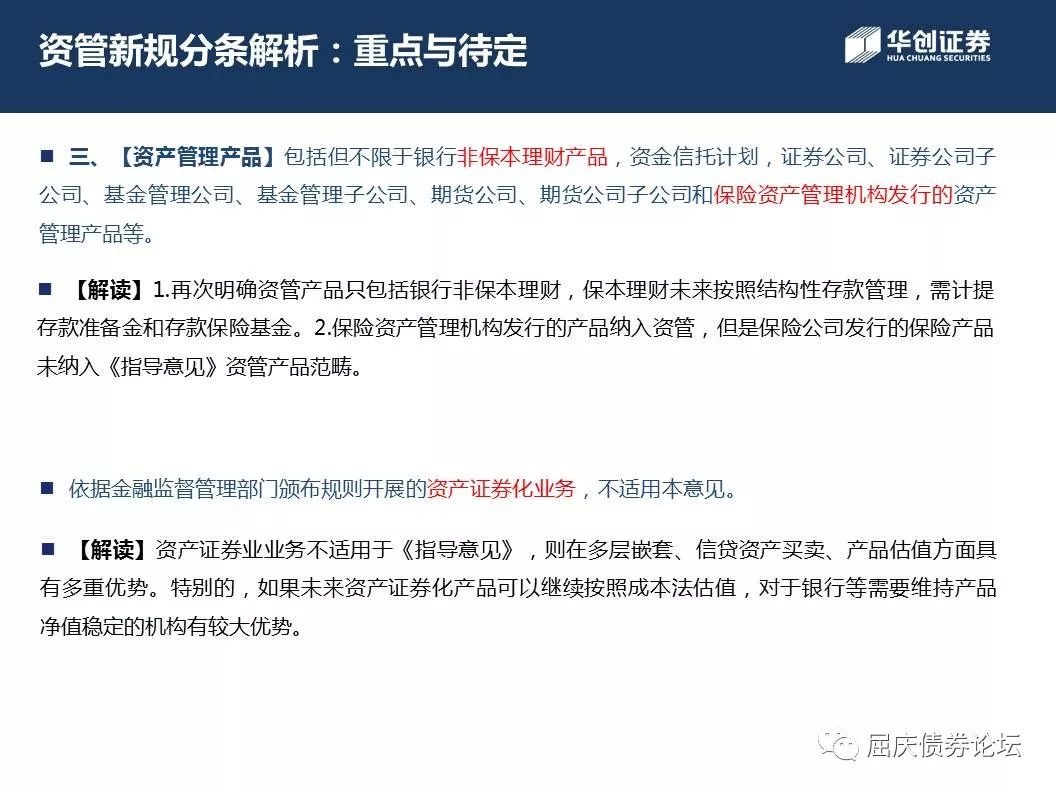 资管新规分条解析：重点与待定
华创证券
HUA CHUANG SECURITIES
■ 三、【资产管理产品】包括但不限于银行非保本理财产品，资金信托计划，证券公司、证券公司子
公司、基金管理公司、基金管理子公司、期货公司、期货公司子公司和保险资产管理机构发行的资产
管理产品等。
■ 【解读】1.再次明确资管产品只包括银行非保本理财，保本理财未来按照结构性存款管理，需计提
存款准备金和存款保险基金。2.保险资产管理机构发行的产品纳入资管，但是保险公司发行的保险产品
未纳入《指导意见》资管产品范畴。
■ 依据金融监督管理部门颁布规则开展的资产证券化业务，不适用本意见。
■ 【解读】资产证券业业务不适用于《指导意见》，则在多层嵌套、信贷资产买卖、产品估值方面具
有多重优势。特别的，如果未来资产证券化产品可以继续按照成本法估值，对于银行等需要维持产品
净值稳定的机构有较大优势。
屈庆债券论坛